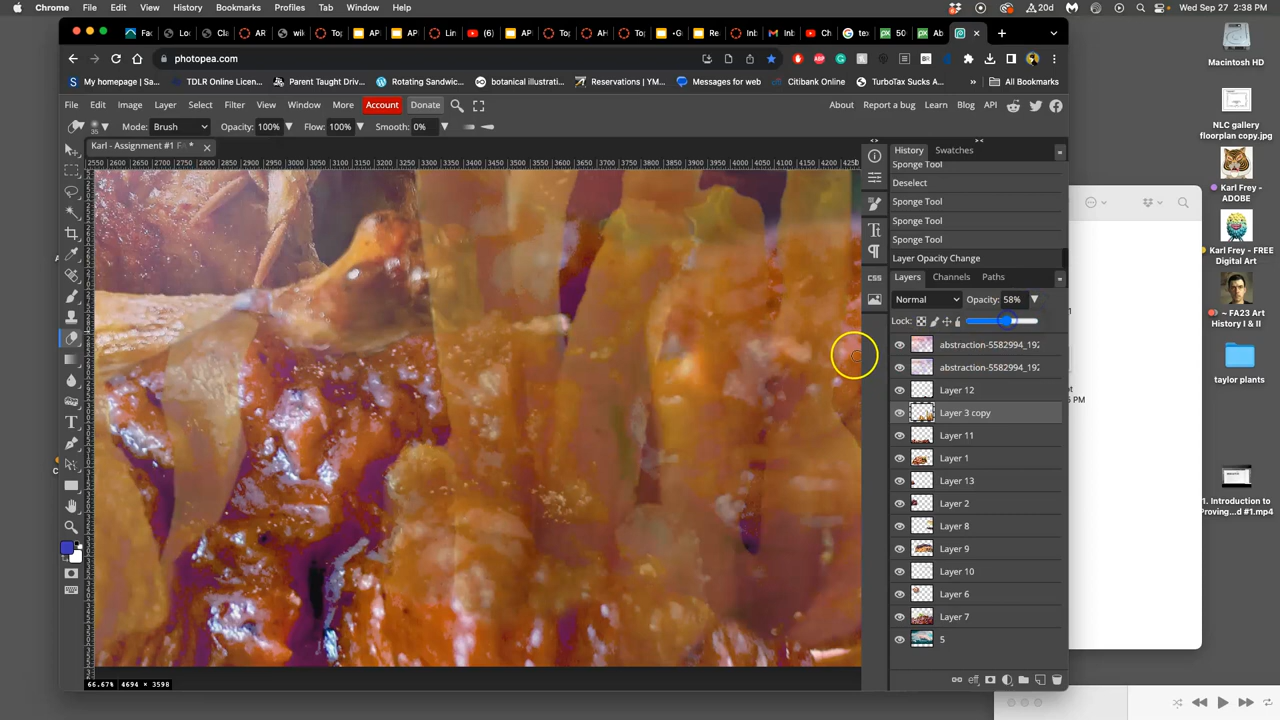 Chrome File Edit View History Bookmarks Profiles Tab Window Help 20d Wed Sep 27 2:38 PM
photopea.com
My homepage | Sa... TDLR Online Licen... Parent Taught Drivi... Rotating Sandwic... botanical illustrati... Reservations | YM... Messages for web Citibank Online TurboTax Sucks A... All Bookmarks
File Edit Image Layer Select Filter View Window More Account Donate About Report a bug Learn Blog API
35 Mode: Brush Opacity: 100% Flow: 100% Smooth: 0%
Karl - Assignment #1 F *
History Swatches
Sponge Tool
Deselect
Sponge Tool
Sponge Tool
Sponge Tool
Layer Opacity Change
Layers Channels Paths
CSS
Normal Opacity: 58%
Lock:
abstraction-5582994_192
abstraction-5582994_192
Layer 12
Layer 3 copy
Layer 11
Layer 1
Layer 13
Layer 2
Layer 8
Layer 9
Layer 10
Layer 6
Layer 7
5
66.67% 4694 x 3598
Macintosh HD
NLC gallery
floorplan copy.jpg
Karl Frey -
ADOBE
Karl Frey - FREE
Digital Art
~ FA23 Art
History I & II
taylor plants
1. Introduction to
Proving...d #1.mp4